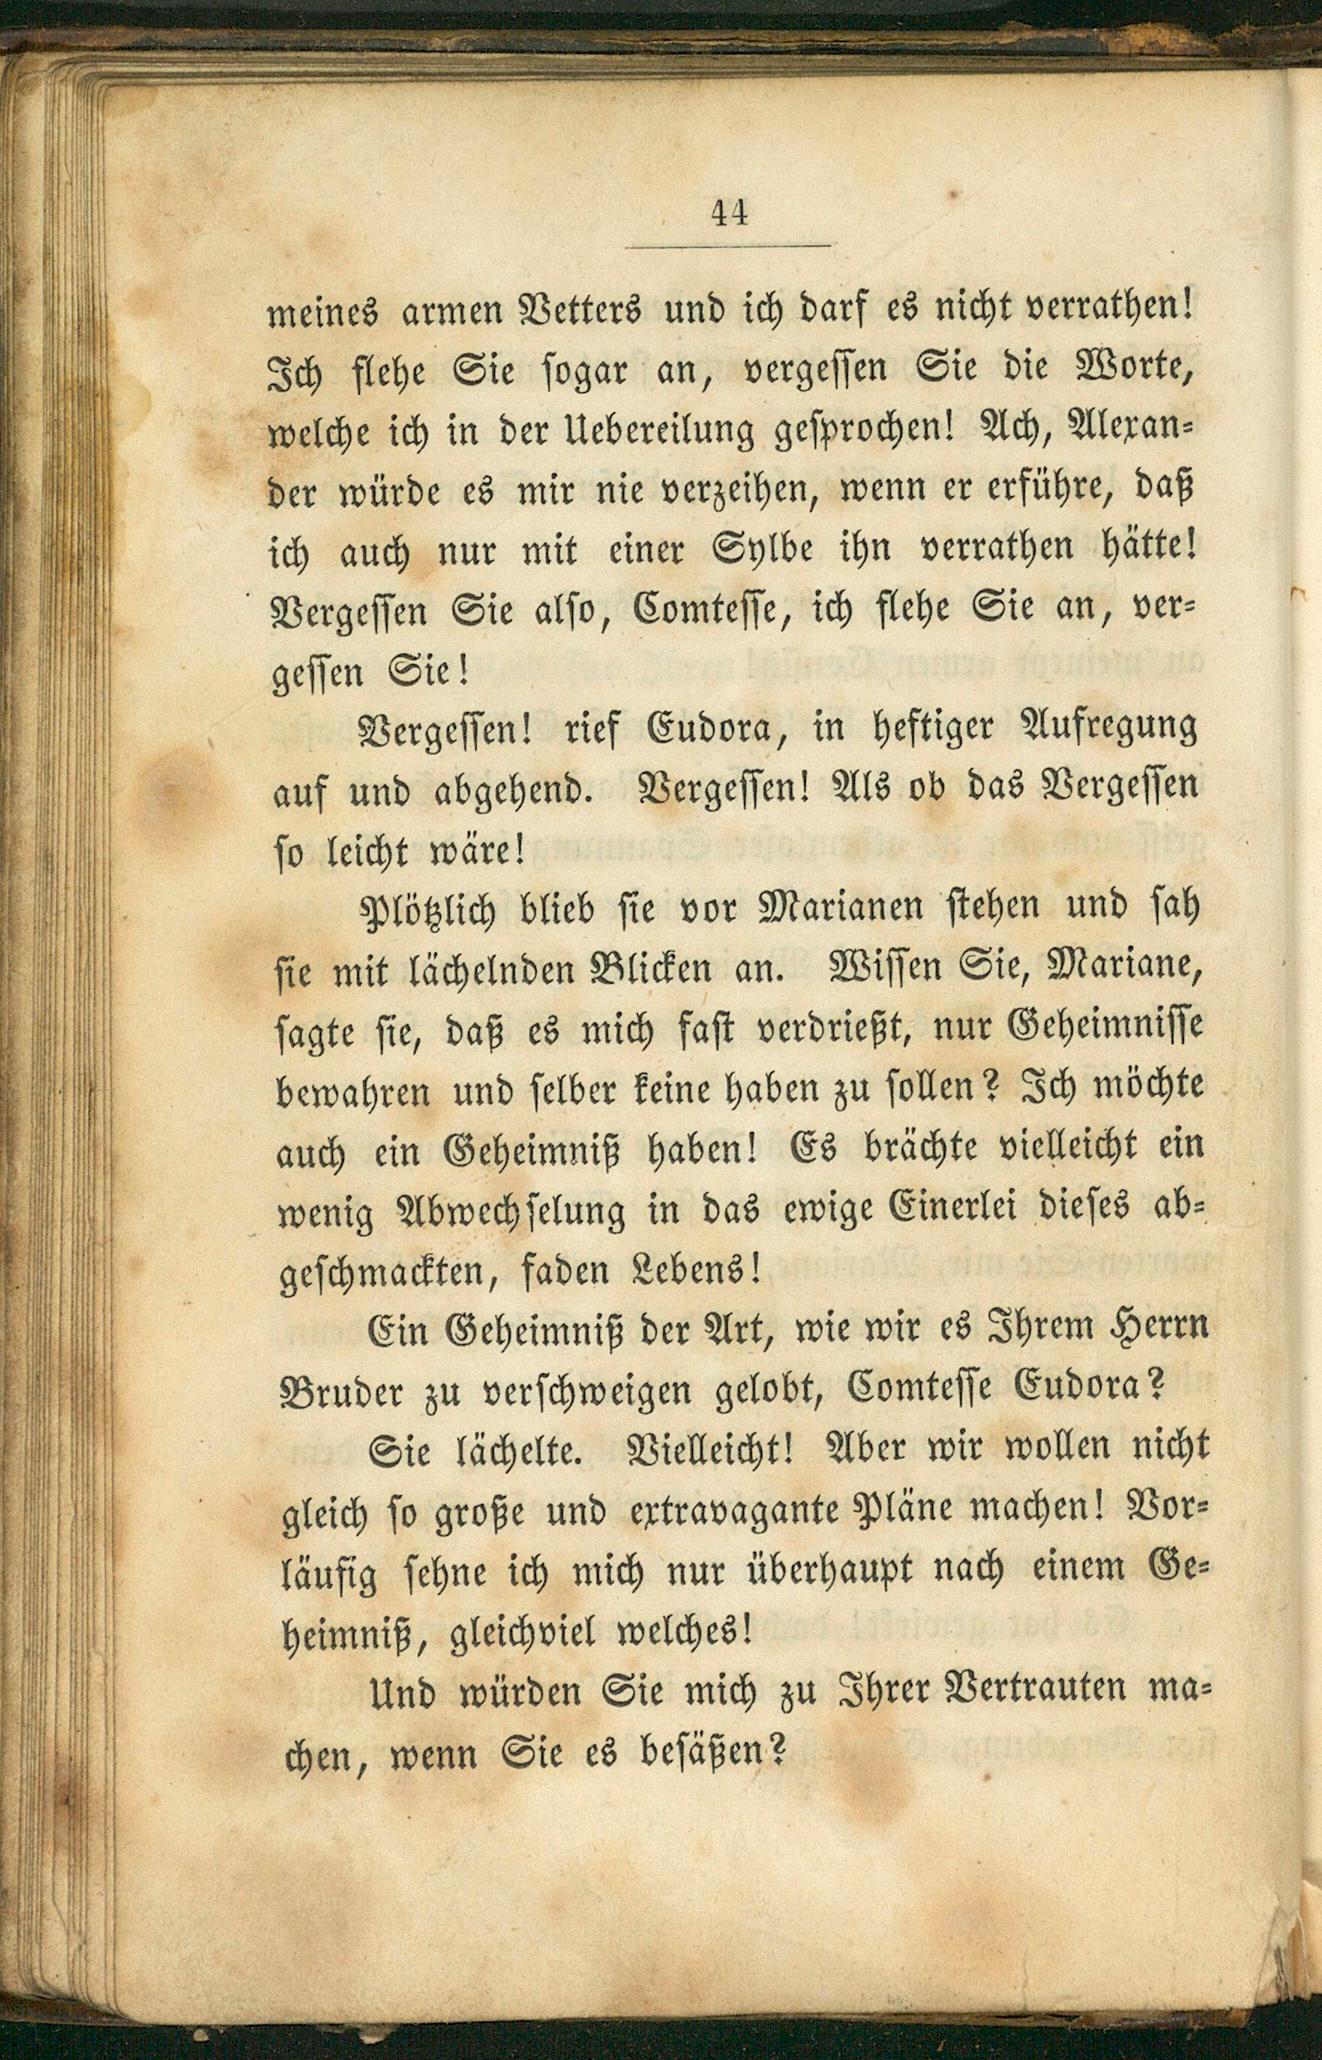 44
meines armen Vetters und ich darf es nicht verrathen!
Ich flehe Sie sogar an, vergessen Sie die Worte,
welche ich in der Uebereilung gesprochen! Ach, Alexan-
der würde es mir nie verzeihen, wenn er erführe, daß
ich auch nur mit einer Sylbe ihn verrathen hätte!
Vergessen Sie also, Comtesse, ich flehe Sie an, ver-
gessen Sie!
Vergessen! rief Eudora, in heftiger Aufregung
auf und abgehend. Vergessen! Als ob das Vergessen
so leicht wäre!
Plötzlich blieb sie vor Marianen stehen und sah
sie mit lächelnden Blicken an. Wissen Sie, Mariane,
sagte sie, daß es mich fast verdrießt, nur Geheimnisse
bewahren und selber keine haben zu sollen? Ich möchte
auch ein Geheimniß haben! Es brächte vielleicht ein
wenig Abwechselung in das ewige Einerlei dieses ab-
geschmackten, faden Lebens!
Ein Geheimniß der Art, wie wir es Ihrem Herrn
Bruder zu verschweigen gelobt, Comtesse Eudora?
Sie lächelte. Vielleicht! Aber wir wollen nicht
gleich so große und extravagante Pläne machen! Vor-
läufig sehne ich mich nur überhaupt nach einem Ge-
heimniß, gleichviel welches!
Und würden Sie mich zu Ihrer Vertrauten ma-
chen, wenn Sie es besäßen?